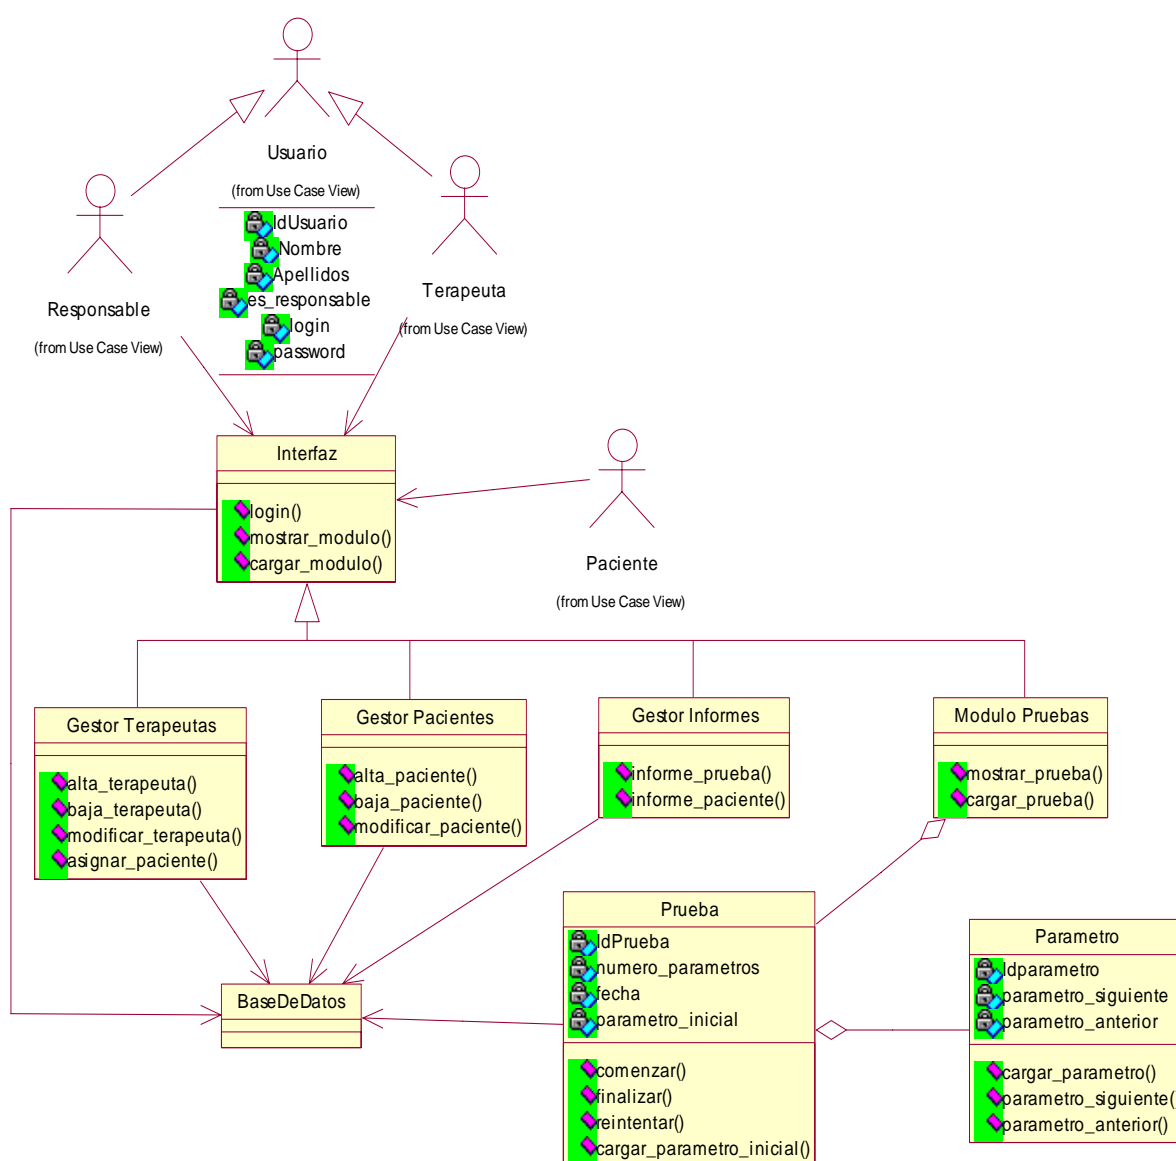 Usuario
(from Use Case View)
IdUsuario
Nombre
Apellidos
es_responsable
login
password
Responsable
(from Use Case View)
Terapeuta
(from Use Case View)
Interfaz
login()
mostrar_modulo()
cargar_modulo()
Paciente
(from Use Case View)
Gestor Terapeutas
alta_terapeuta()
baja_terapeuta()
modificar_terapeuta()
asignar_paciente()
Gestor Pacientes
alta_paciente()
baja_paciente()
modificar_paciente()
Gestor Informes
informe_prueba()
informe_paciente()
Modulo Pruebas
mostrar_prueba()
cargar_prueba()
BaseDeDatos
Prueba
IdPrueba
numero_parametros
fecha
parametro_inicial
comenzar()
finalizar()
reintentar()
cargar_parametro_inicial()
Parametro
Idparametro
parametro_siguiente
parametro_anterior
cargar_parametro()
parametro_siguiente(
parametro_anterior()